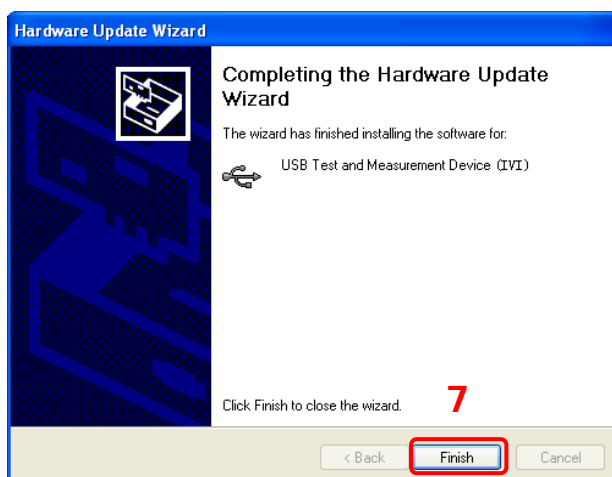 Hardware Update Wizard
Completing the Hardware Update
Wizard
The wizard has finished installing the software for:
USB Test and Measurement Device (IVI)
Click Finish to close the wizard.
7
< Back
Finish
Cancel